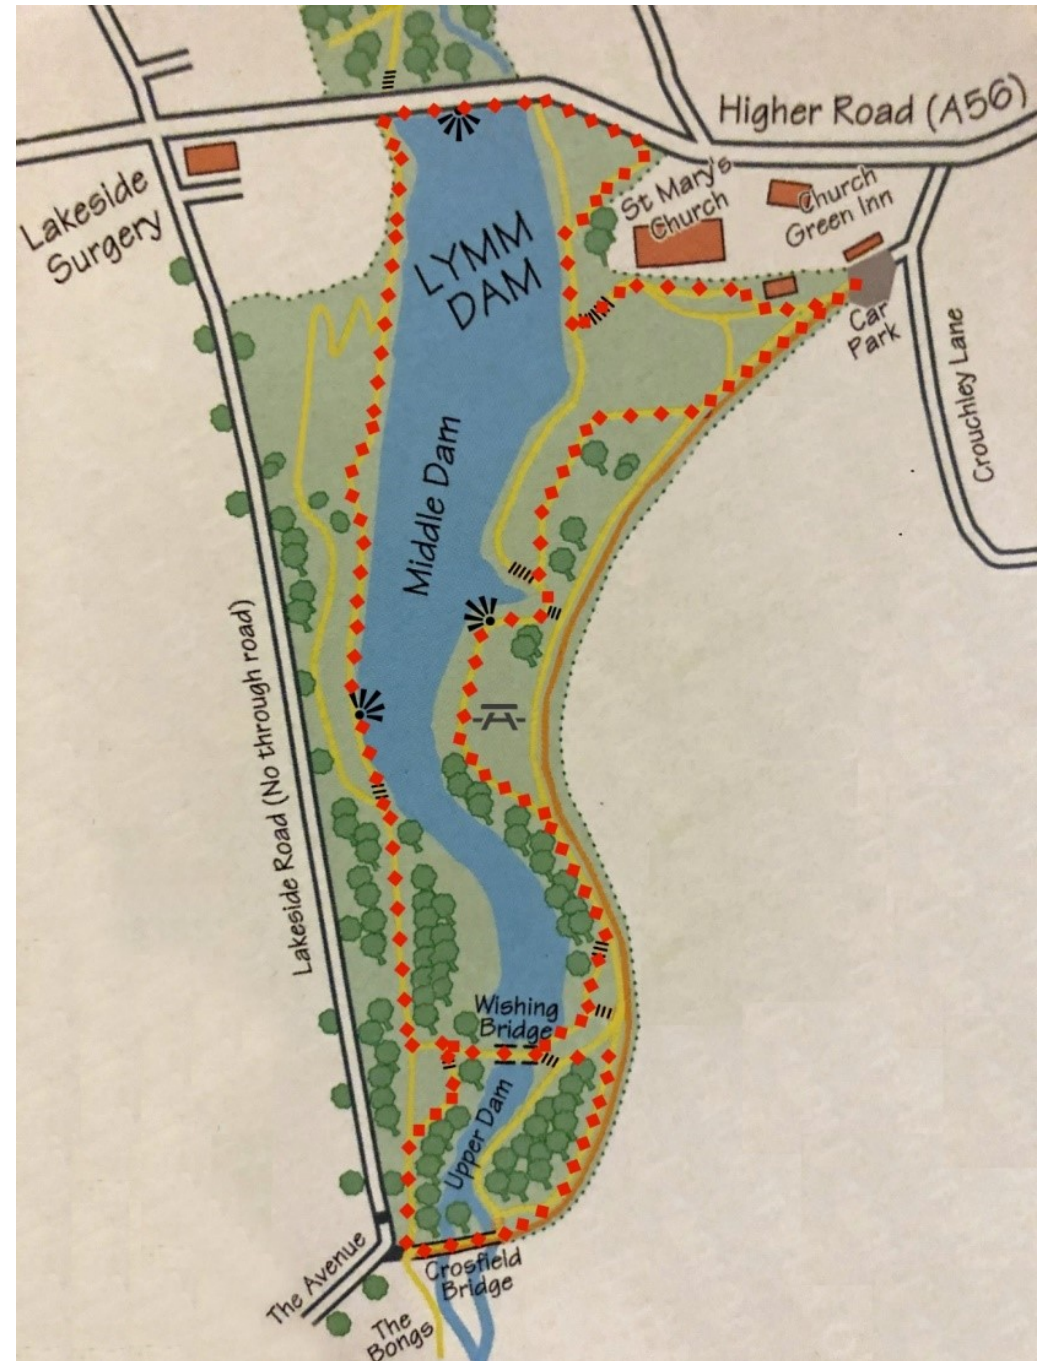 Higher Road (A56)
Lakeside
Surgery
St Mary's
Church
Church
Green Inn
LYMM
DAM
Car
Park
Crouchley Lane
Middle Dam
Lakeside Road (No through road)
Wishing
Bridge
Upper Dam
The Avenue
Crosfield
Bridge
The
Bongs